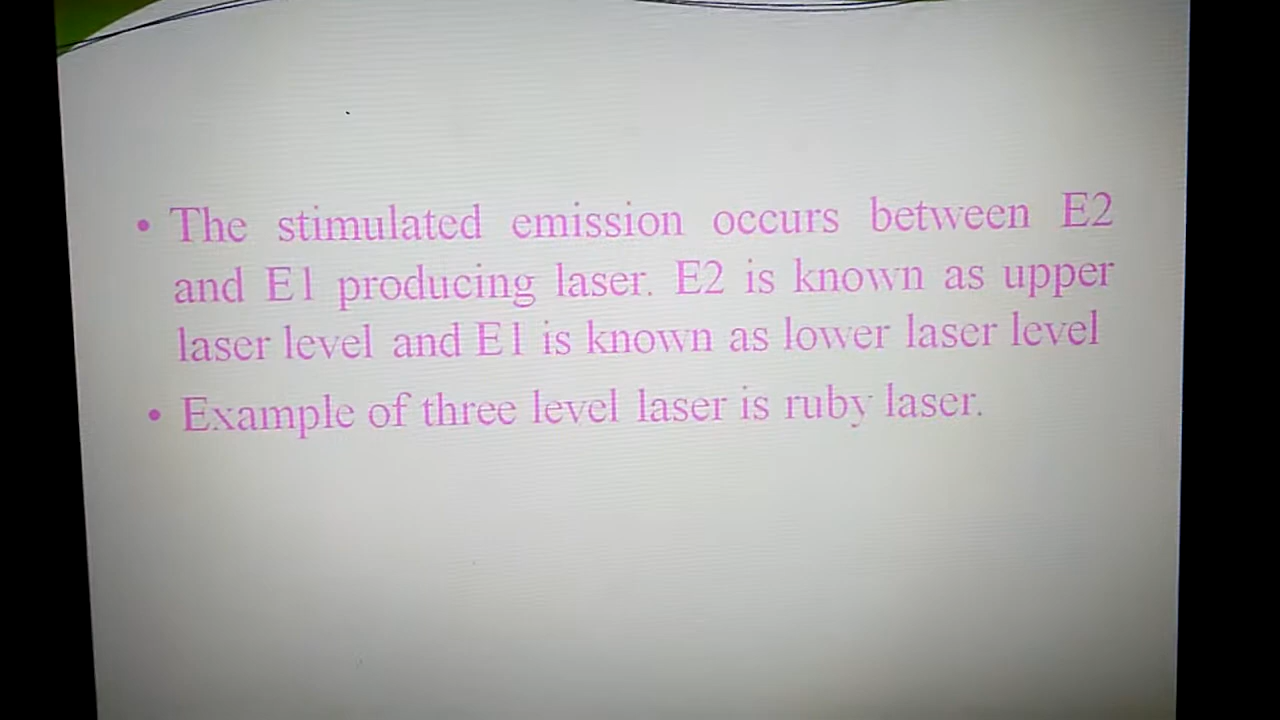 • The stimulated emission occurs between E2
and E1 producing laser. E2 is known as upper
laser level and E1 is known as lower laser level
• Example of three level laser is ruby laser.